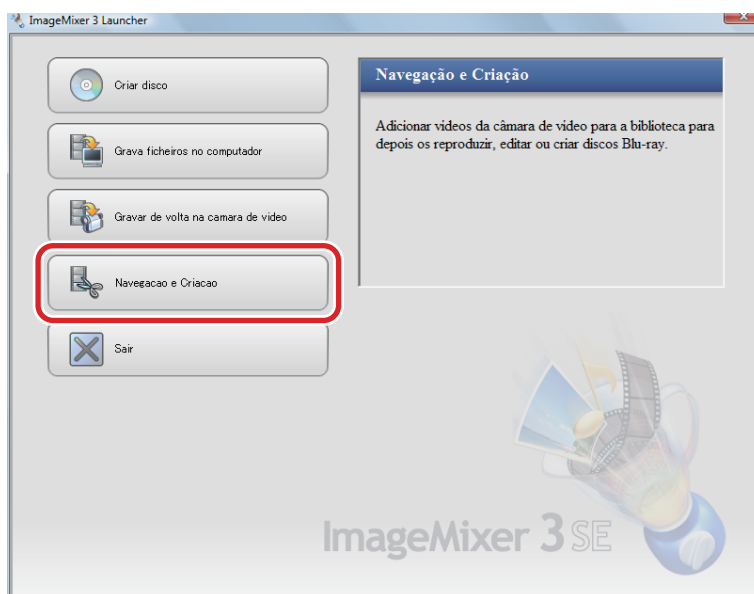 ImageMixer 3 Launcher
Criar disco
Grava ficheiros no computador
Gravar de volta na camara de video
Navegacao e Criacao
Sair
Navegação e Criação
Adicionar videos da câmara de vídeo para a biblioteca para
depois os reproduzir, editar ou criar discos Blu-ray.
ImageMixer 3 SE